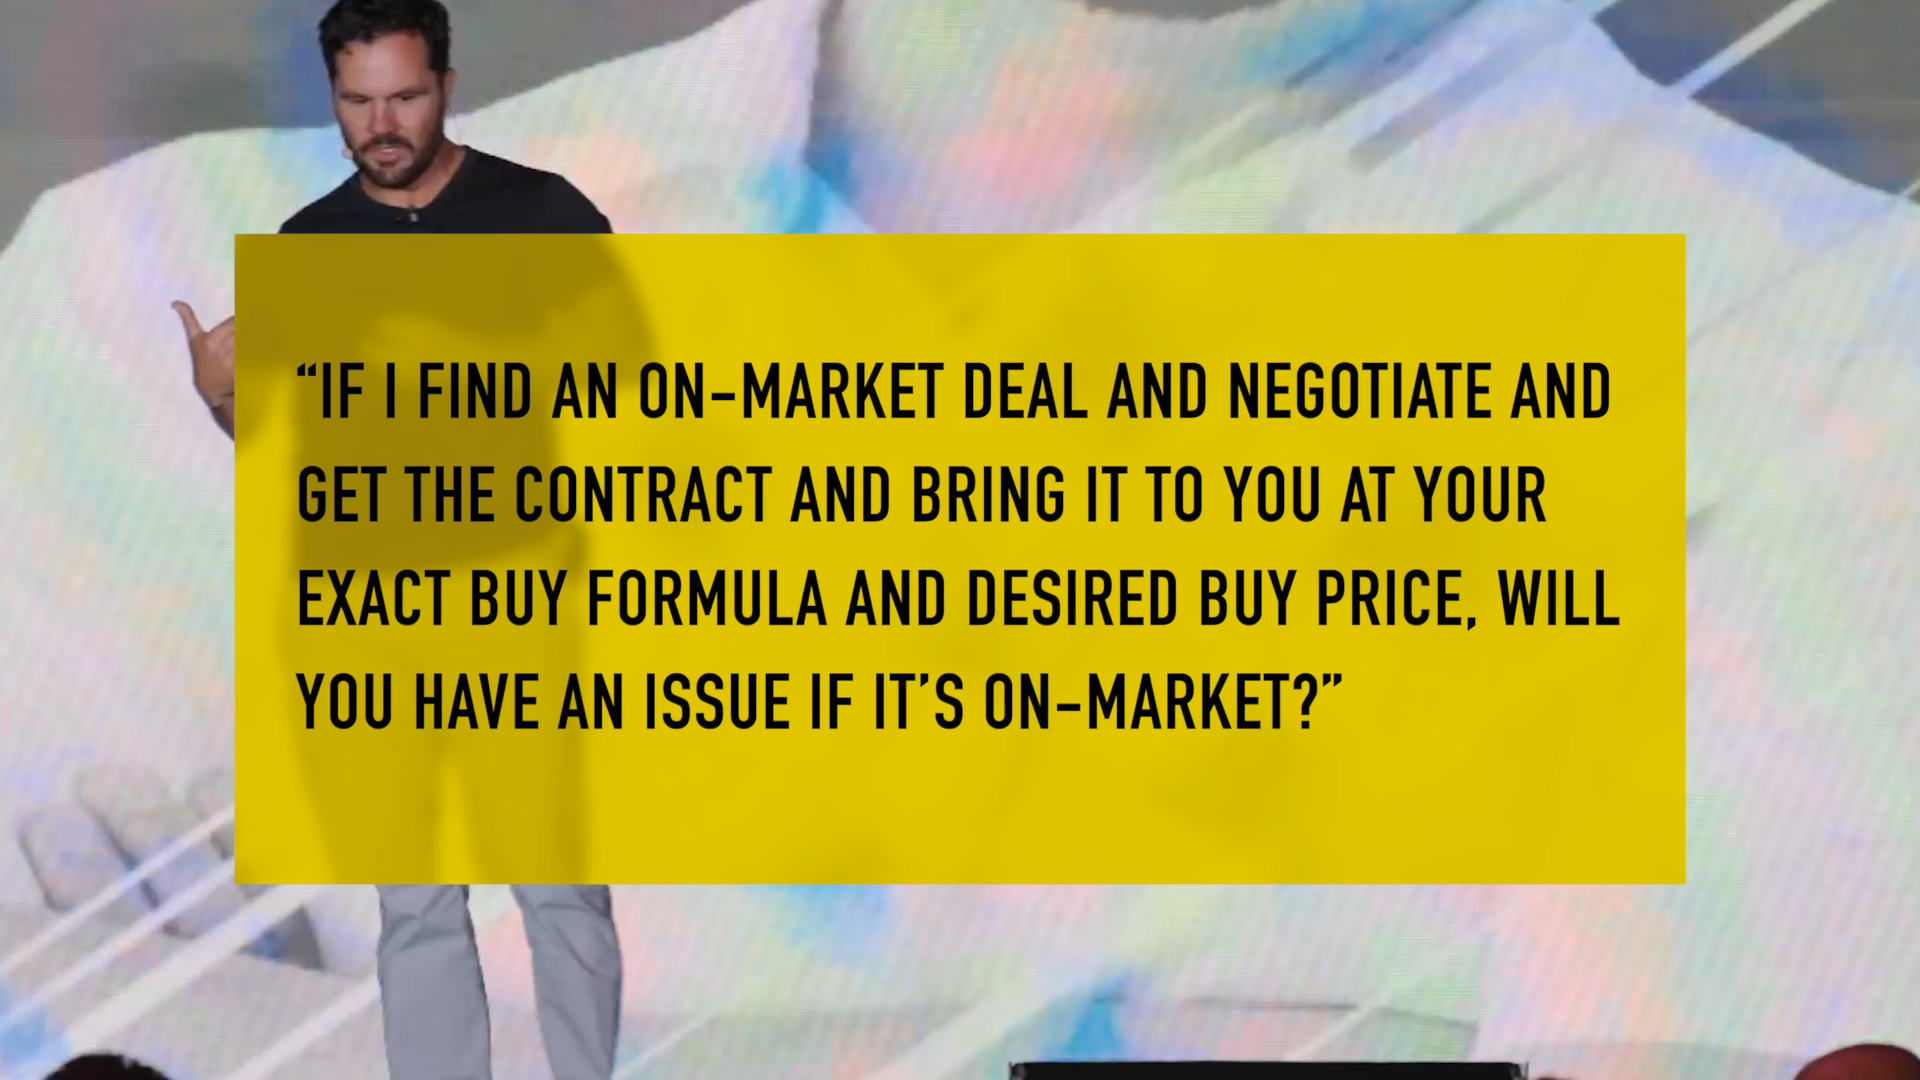 “IF I FIND AN ON-MARKET DEAL AND NEGOTIATE AND
GET THE CONTRACT AND BRING IT TO YOU AT YOUR
EXACT BUY FORMULA AND DESIRED BUY PRICE, WILL
YOU HAVE AN ISSUE IF IT’S ON-MARKET?”